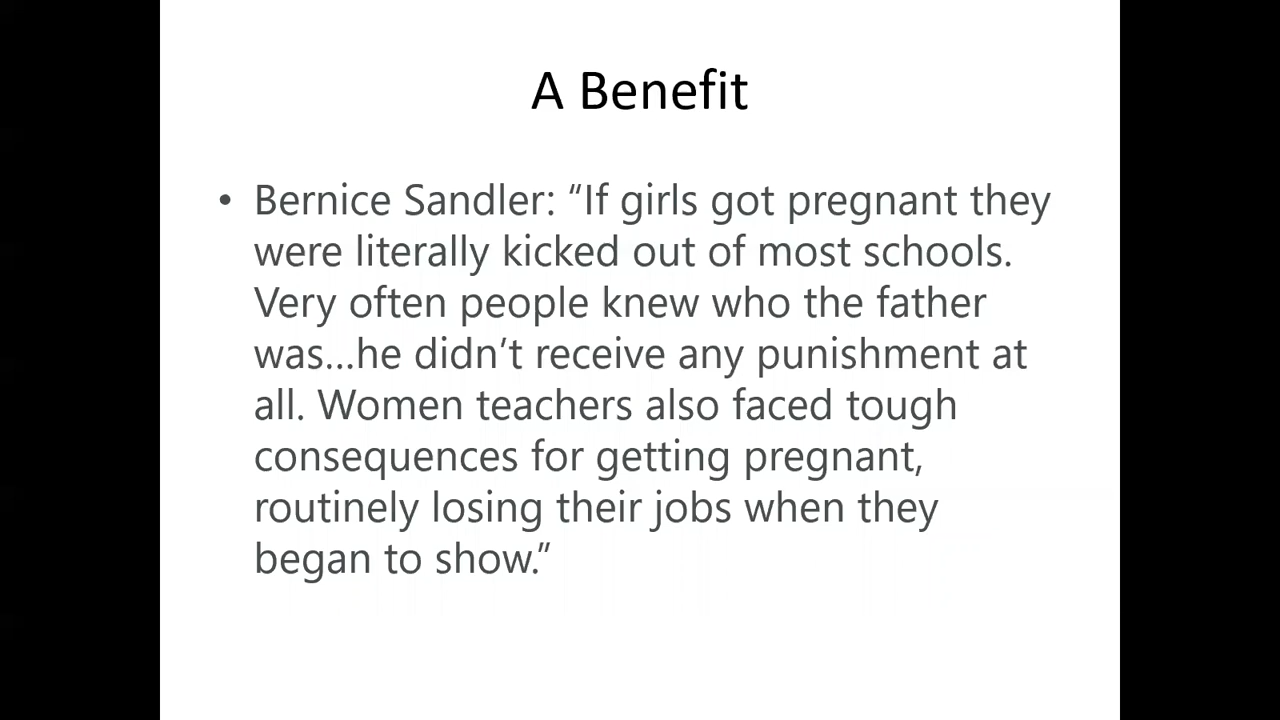 A Benefit
• Bernice Sandler: “If girls got pregnant they
were literally kicked out of most schools.
Very often people knew who the father
was…he didn’t receive any punishment at
all. Women teachers also faced tough
consequences for getting pregnant,
routinely losing their jobs when they
began to show.”